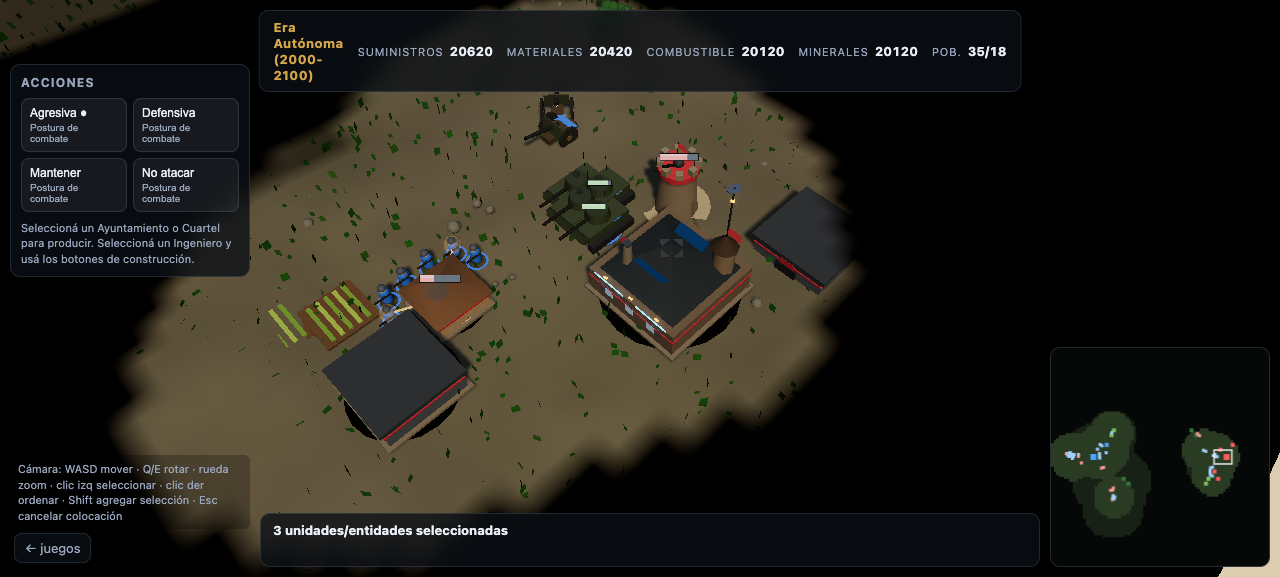 Era
Autónoma
(2000-
2100)
SUMINISTROS 20620 MATERIALES 20420 COMBUSTIBLE 20120 MINERALES 20120 POB. 35/18
ACCIONES
Agresiva ●
Postura de
combate
Defensiva
Postura de
combate
Mantener
Postura de
combate
No atacar
Postura de
combate
Seleccioná un Ayuntamiento o Cuartel
para producir. Seleccioná un Ingeniero y
usá los botones de construcción.
Cámara: WASD mover · Q/E rotar · rueda
zoom · clic izq seleccionar · clic der
ordenar · Shift agregar selección · Esc
cancelar colocación
← juegos
3 unidades/entidades seleccionadas